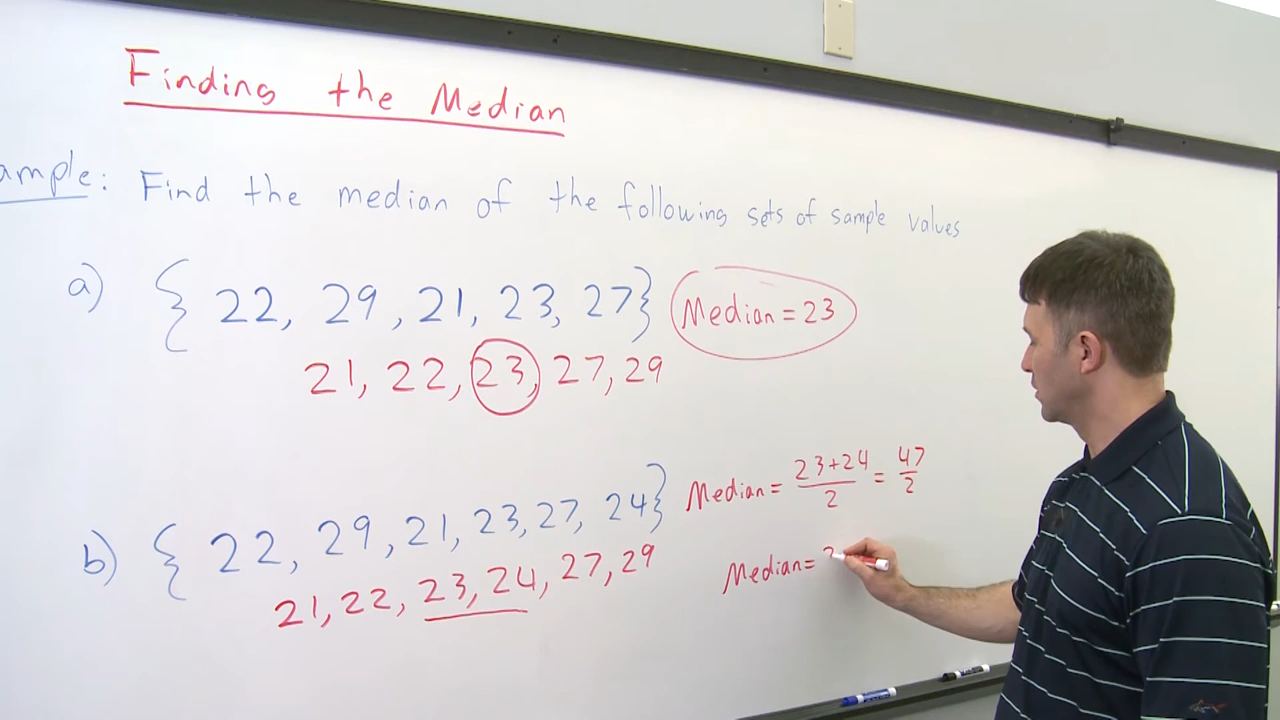 Finding the Median
ample: Find the median of the following sets of sample values
a) { 22, 29, 21, 23, 27} Median = 23
21, 22, 23, 27, 29
b) { 22, 29, 21, 23, 27, 24} Median = 23+24/2 = 47/2
21, 22, 23, 24, 27, 29
Median = 2